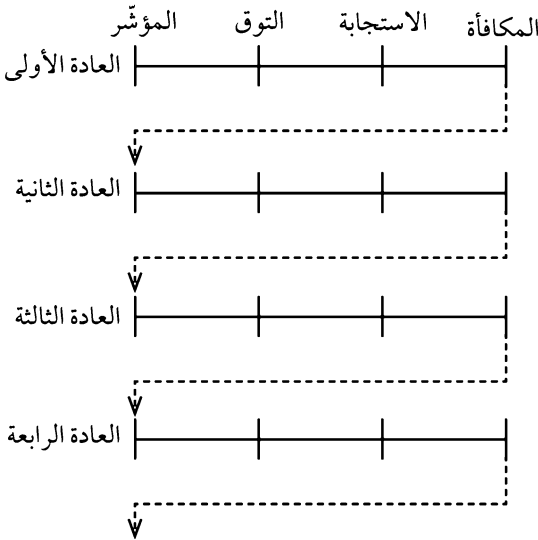 المؤشّر التوق الاستجابة المكافأة
العادة الأولى
العادة الثانية
العادة الثالثة
العادة الرابعة